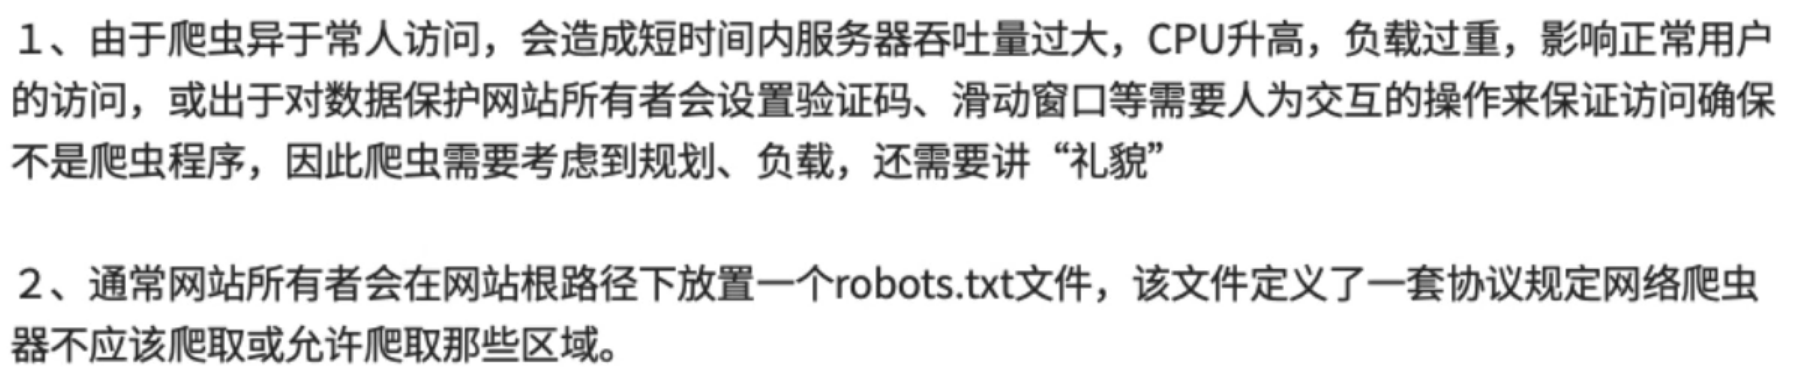 1、由于爬虫异于常人访问，会造成短时间内服务器吞吐量过大，CPU升高，负载过重，影响正常用户
的访问，或出于对数据保护网站所有者会设置验证码、滑动窗口等需要人为交互的操作来保证访问确保
不是爬虫程序，因此爬虫需要考虑到规划、负载，还需要讲“礼貌”
2、通常网站所有者会在网站根路径下放置一个robots.txt文件，该文件定义了一套协议规定网络爬虫
器不应该爬取或允许爬取那些区域。